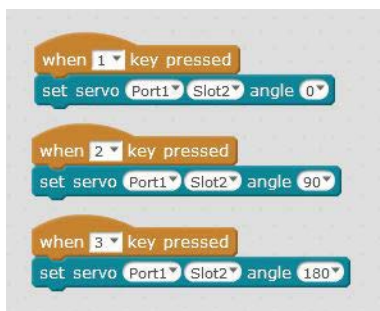 when 1 key pressed
set servo Port1 Slot2 angle 0
when 2 key pressed
set servo Port1 Slot2 angle 90
when 3 key pressed
set servo Port1 Slot2 angle 180